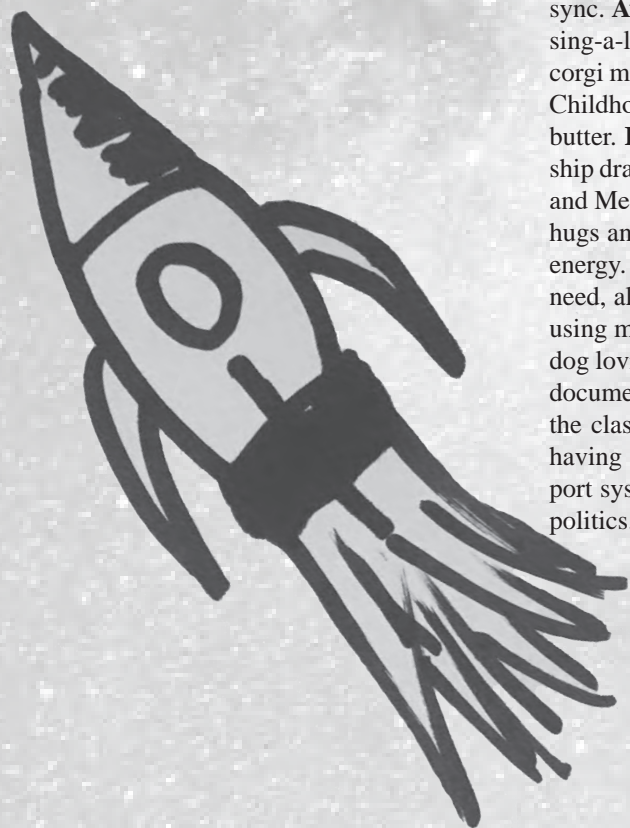 sync.
sing-a-l
corgi m
Childho
butter.
ship dra
and Me
hugs an
energy.
need, al
using m
dog lov
docume
the clas
having
port sys
politics